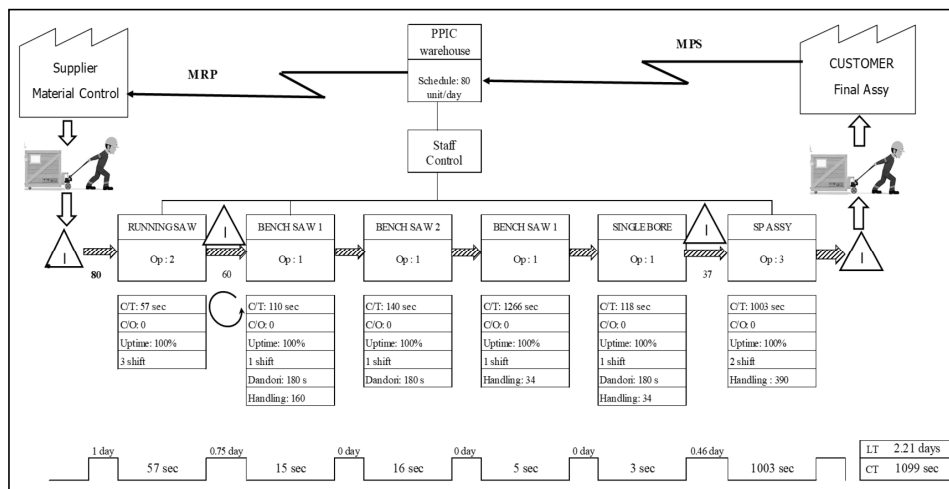 Supplier
Material Control
MRP
PPIC
warehouse
Schedule: 80
unit/day
MPS
CUSTOMER
Final Assy
Staff
Control
I
80
RUNNING SAW
Op : 2
I
60
BENCH SAW 1
Op : 1
BENCH SAW 2
Op : 1
BENCH SAW 1
Op : 1
SINGLE BORE
Op : 1
I
37
SP ASSY
Op : 3
I
C/T: 57 sec
C/O: 0
Uptime: 100%
3 shift
C/T: 110 sec
C/O: 0
Uptime: 100%
1 shift
Dandori: 180 s
Handling: 160
C/T: 140 sec
C/O: 0
Uptime: 100%
1 shift
Dandori: 180 s
C/T: 1266 sec
C/O: 0
Uptime: 100%
1 shift
Handling: 34
C/T: 118 sec
C/O: 0
Uptime: 100%
1 shift
Dandori: 180 s
Handling: 34
C/T: 1003 sec
C/O: 0
Uptime: 100%
2 shift
Handling : 390
1 day
57 sec
0.75 day
15 sec
0 day
16 sec
0 day
5 sec
0 day
3 sec
0.46 day
1003 sec
LT 2.21 days
CT 1099 sec